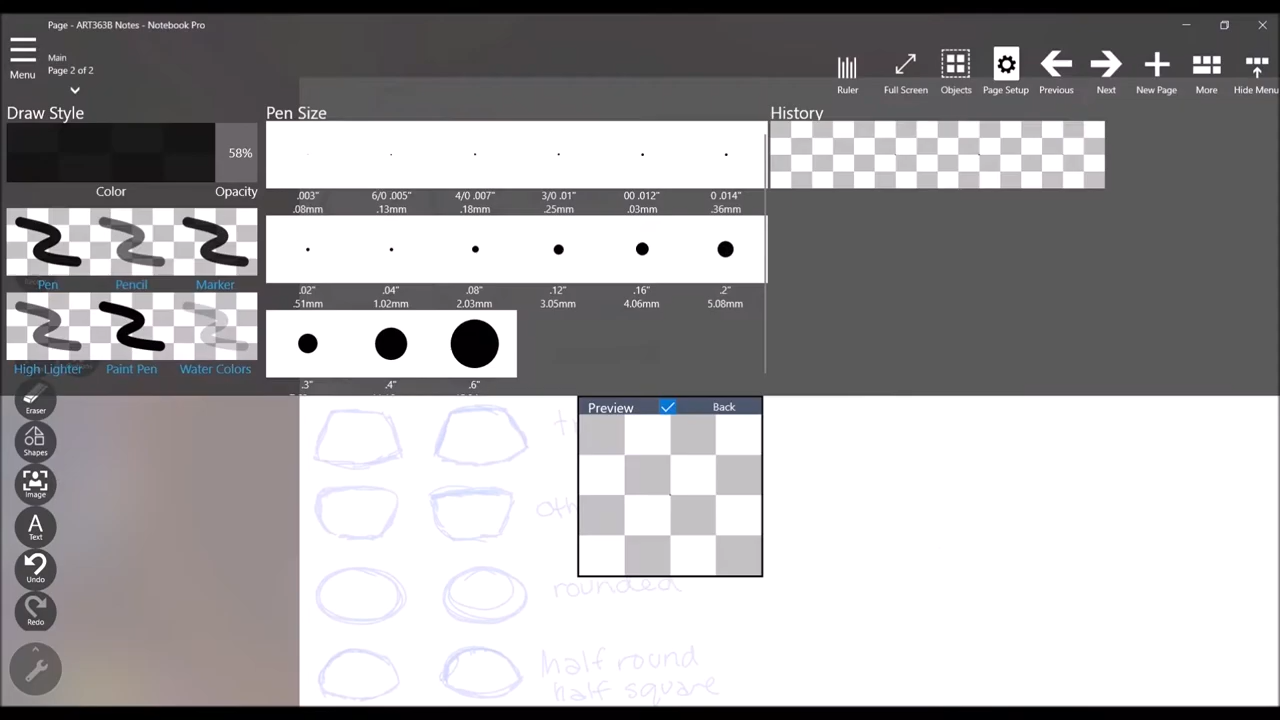 Page - ART363B Notes - Notebook Pro
Menu
Main
Page 2 of 2
Ruler
Full Screen
Objects
Page Setup
Previous
Next
New Page
More
Hide Menu
Draw Style
58%
Color
Opacity
Pen
Pencil
Marker
High Lighter
Paint Pen
Water Colors
Pen Size
.003" 6/0 .005" 4/0 .007" 3/0 .01" 00 .012" 0 .014"
.08mm .13mm .18mm .25mm .03mm .36mm
.02" .04" .08" .12" .16" .2"
.51mm 1.02mm 2.03mm 3.05mm 4.06mm 5.08mm
.3" .4" .6"
History
Eraser
Shapes
Image
A
Text
Undo
Redo
Preview Back
rounded
half round
half square